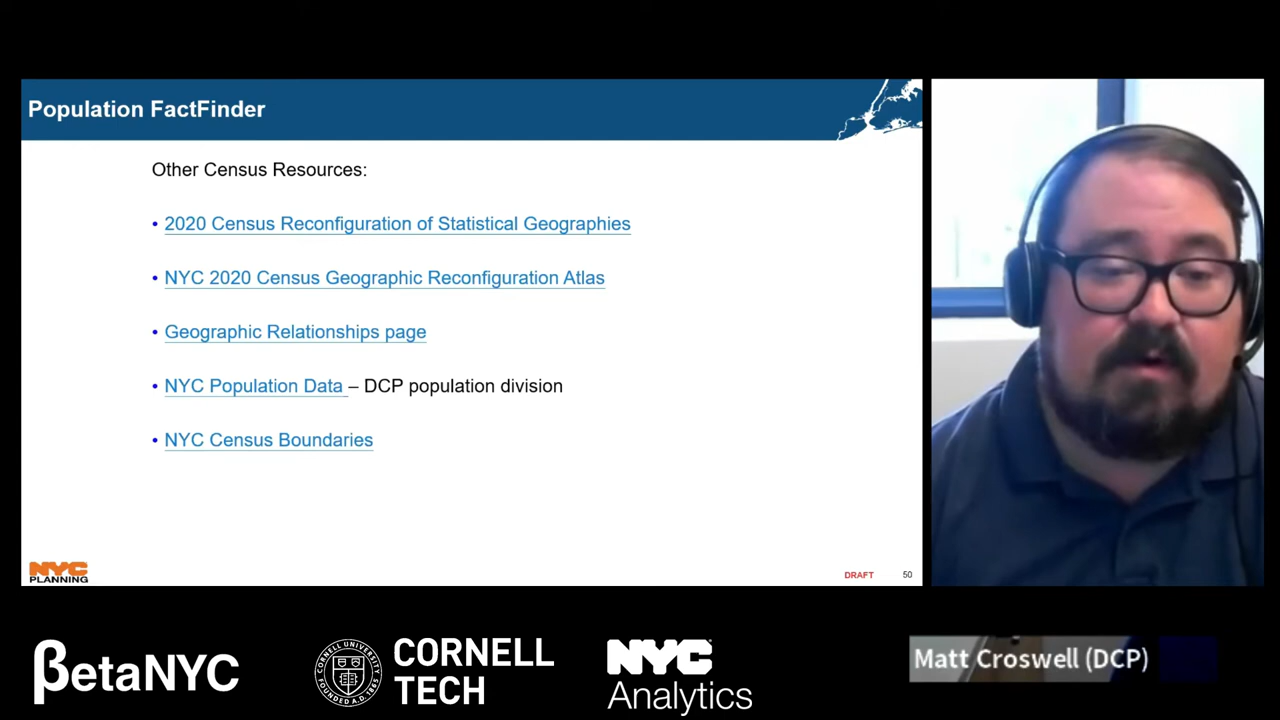 Population FactFinder
Other Census Resources:
• 2020 Census Reconfiguration of Statistical Geographies
• NYC 2020 Census Geographic Reconfiguration Atlas
• Geographic Relationships page
• NYC Population Data – DCP population division
• NYC Census Boundaries
NYC
PLANNING
DRAFT 50
βetaNYC
CORNELL
TECH
NYC
Analytics
Matt Croswell (DCP)